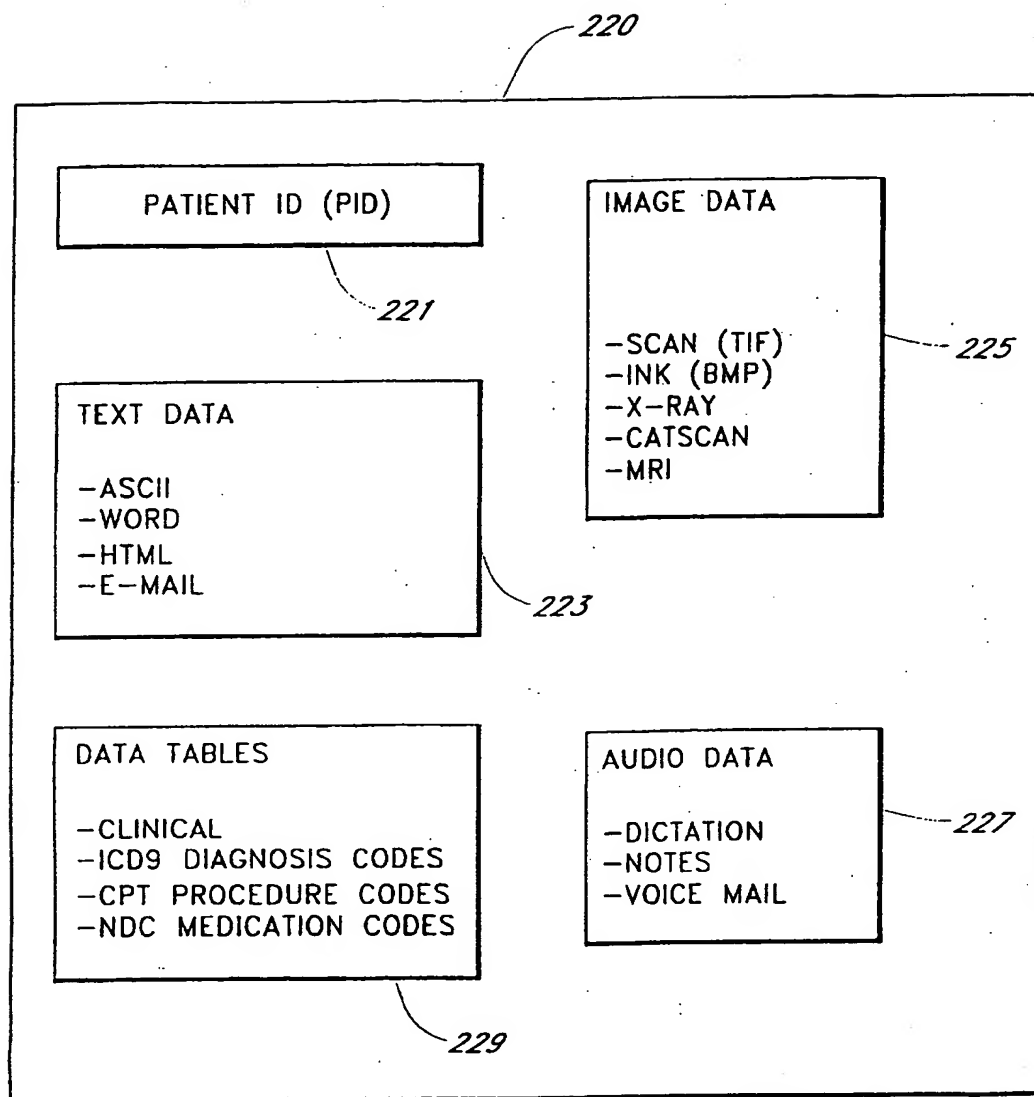 220
PATIENT ID (PID)
221
IMAGE DATA
-SCAN (TIF)
-INK (BMP)
-X-RAY
-CATSCAN
-MRI
225
TEXT DATA
-ASCII
-WORD
-HTML
-E-MAIL
223
DATA TABLES
-CLINICAL
-ICD9 DIAGNOSIS CODES
-CPT PROCEDURE CODES
-NDC MEDICATION CODES
229
AUDIO DATA
-DICTATION
-NOTES
-VOICE MAIL
227